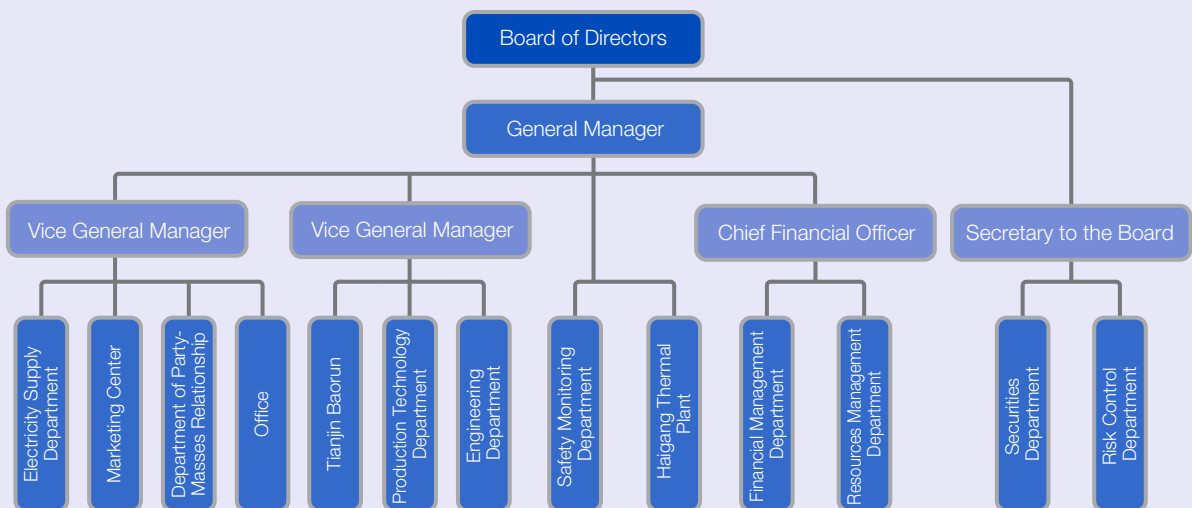 Board of Directors
General Manager
Vice General Manager
Vice General Manager
Chief Financial Officer
Secretary to the Board
Electricity Supply
Department
Marketing Center
Department of Party-
Masses Relationship
Office
Tianjin Baorun
Production Technology
Department
Engineering
Department
Safety Monitoring
Department
Haigang Thermal
Plant
Financial Management
Department
Resources Management
Department
Securities
Department
Risk Control
Department